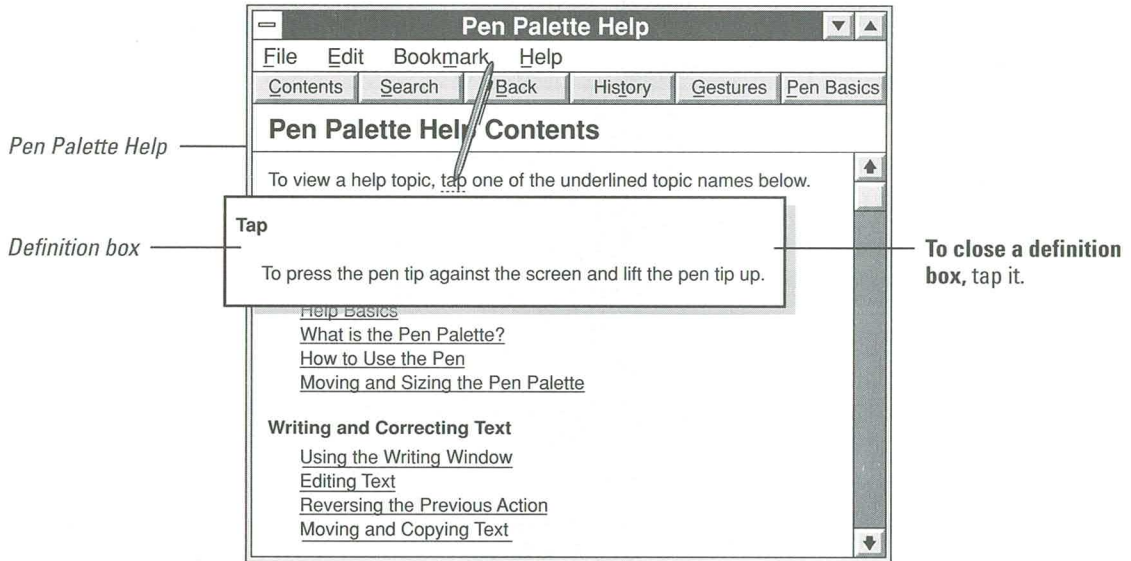 Pen Palette Help
File Edit Bookmark Help
Contents Search Back History Gestures Pen Basics
Pen Palette Help Contents
Pen Palette Help
To view a help topic, tap one of the underlined topic names below.
Tap
Definition box
To close a definition
box, tap it.
To press the pen tip against the screen and lift the pen tip up.
Help Basics
What is the Pen Palette?
How to Use the Pen
Moving and Sizing the Pen Palette
Writing and Correcting Text
Using the Writing Window
Editing Text
Reversing the Previous Action
Moving and Copying Text